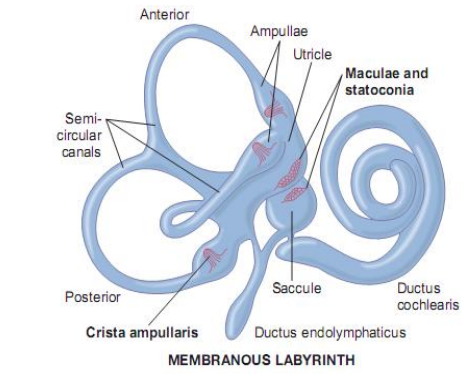 Anterior
Ampullae
Utricle
Maculae and
statoconia
Semi-
circular
canals
Posterior
Saccule
Ductus
cochlearis
Crista ampullaris
Ductus endolymphaticus
MEMBRANOUS LABYRINTH